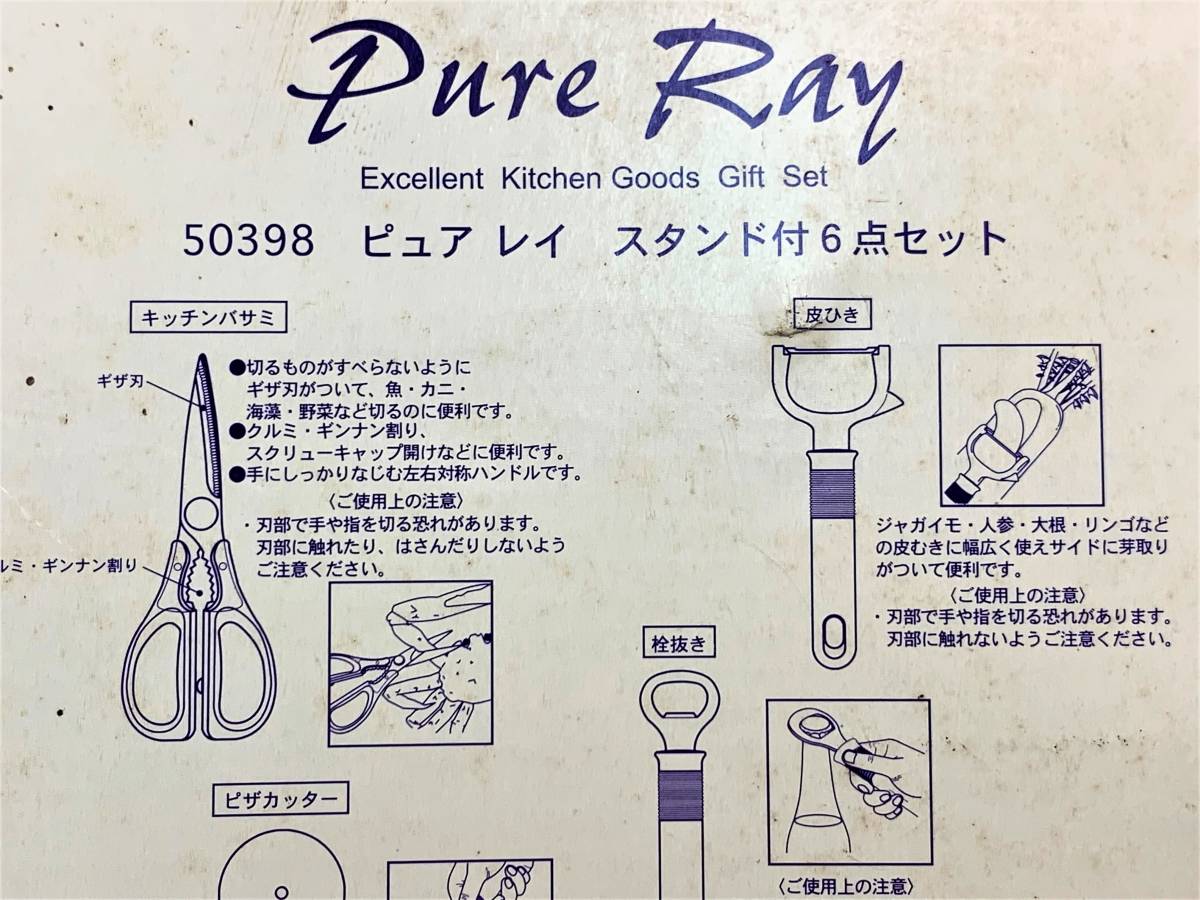 Pure Ray
Excellent Kitchen Goods Gift Set
50398 ピュア レイ スタンド付6点セット
キッチンバサミ
ギザ刃
●切るものがすべらないように
ギザ刃がついて、魚・カニ・
海藻・野菜など切るのに便利です。
●クルミ・ギンナン割り、
スクリューキャップ開けなどに便利です。
●手にしっかりなじむ左右対称ハンドルです。
〈ご使用上の注意〉
・刃部で手や指を切る恐れがあります。
刃部に触れたり、はさんだりしないよう
ご注意ください。
ルミ・ギンナン割り
皮ひき
ジャガイモ・人参・大根・リンゴなど
の皮むきに幅広く使えサイドに芽取り
がついて便利です。
〈ご使用上の注意〉
・刃部で手や指を切る恐れがあります。
刃部に触れないようご注意ください。
栓抜き
〈ご使用上の注意〉
ピザカッター